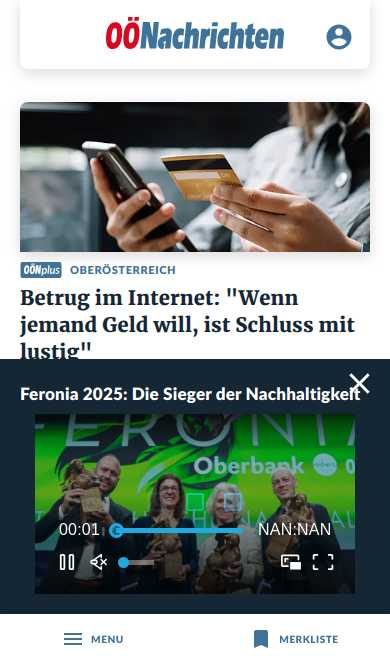 OÖNachrichten
OÖNplus OBERÖSTERREICH
Betrug im Internet: "Wenn
jemand Geld will, ist Schluss mit
lustig"
Feronia 2025: Die Sieger der Nachhaltigkeit
FERONIA
Oberbank
00:01 NAN:NAN
MENU MERKLISTE